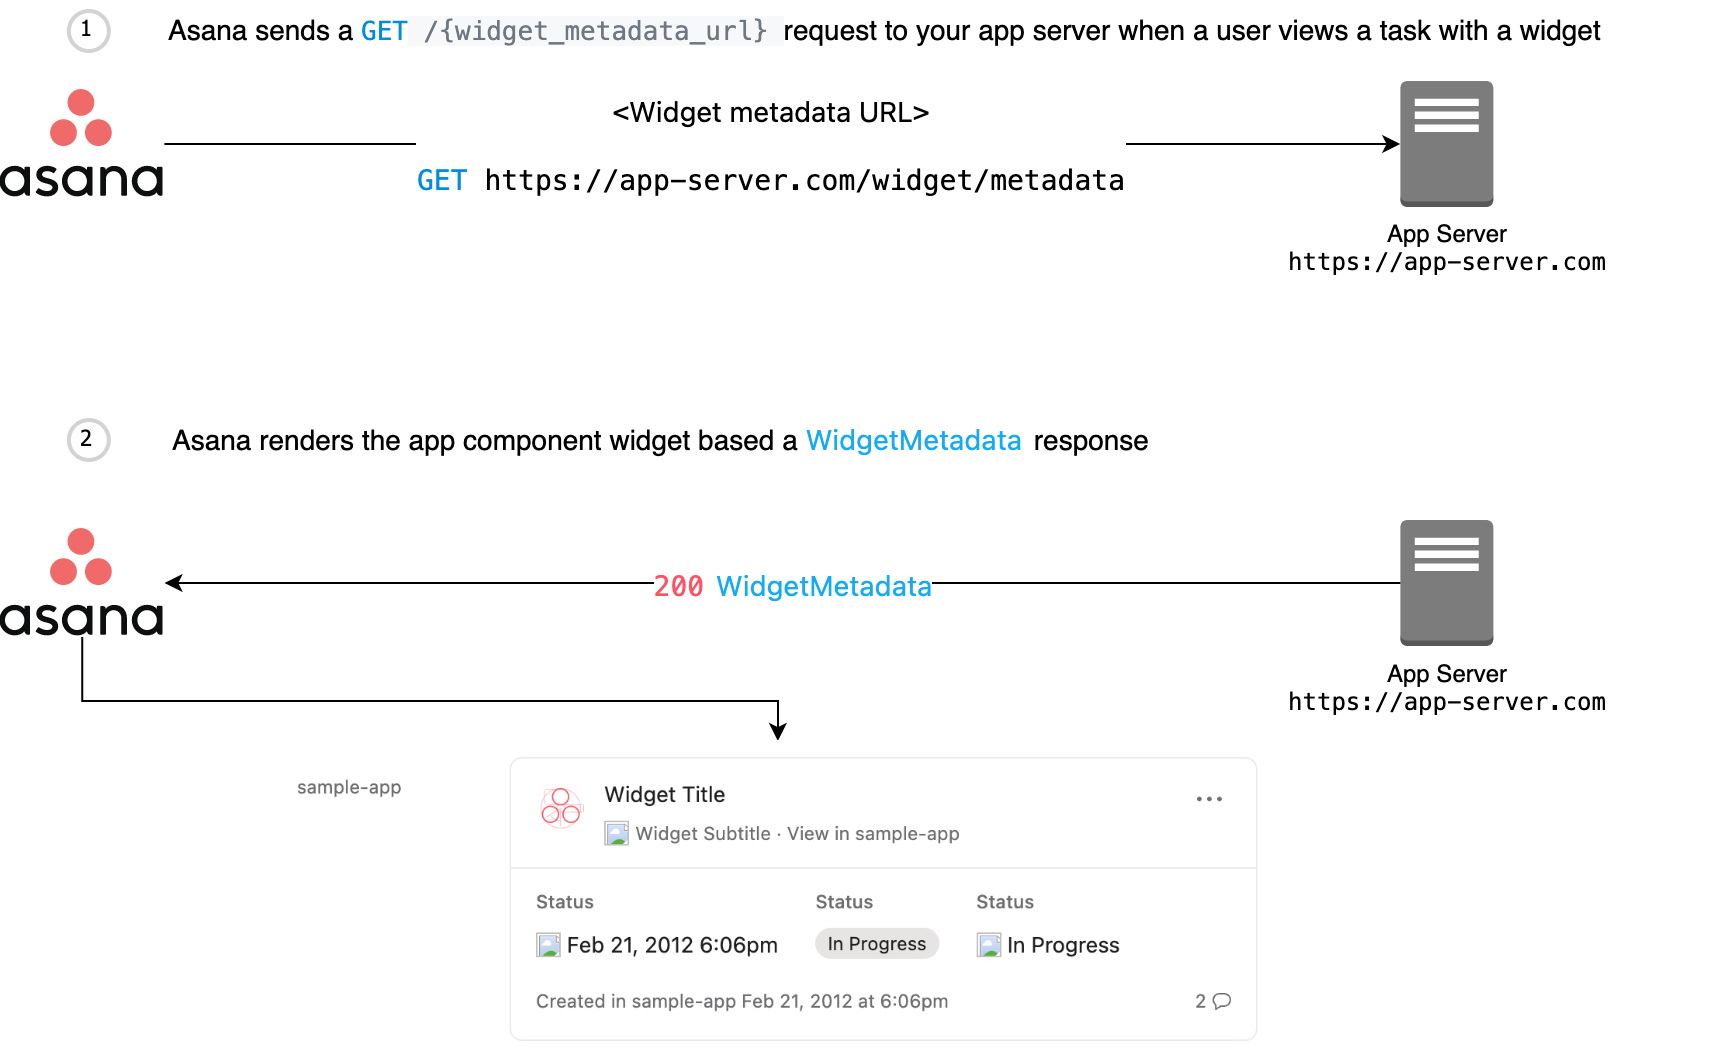 1
Asana sends a GET /{widget_metadata_url} request to your app server when a user views a task with a widget
asana
<Widget metadata URL>
GET https://app-server.com/widget/metadata
App Server
https://app-server.com
2
Asana renders the app component widget based a WidgetMetadata response
asana
200 WidgetMetadata
App Server
https://app-server.com
sample-app
Widget Title
Widget Subtitle · View in sample-app
Status Status Status
Feb 21, 2012 6:06pm In Progress In Progress
Created in sample-app Feb 21, 2012 at 6:06pm 2